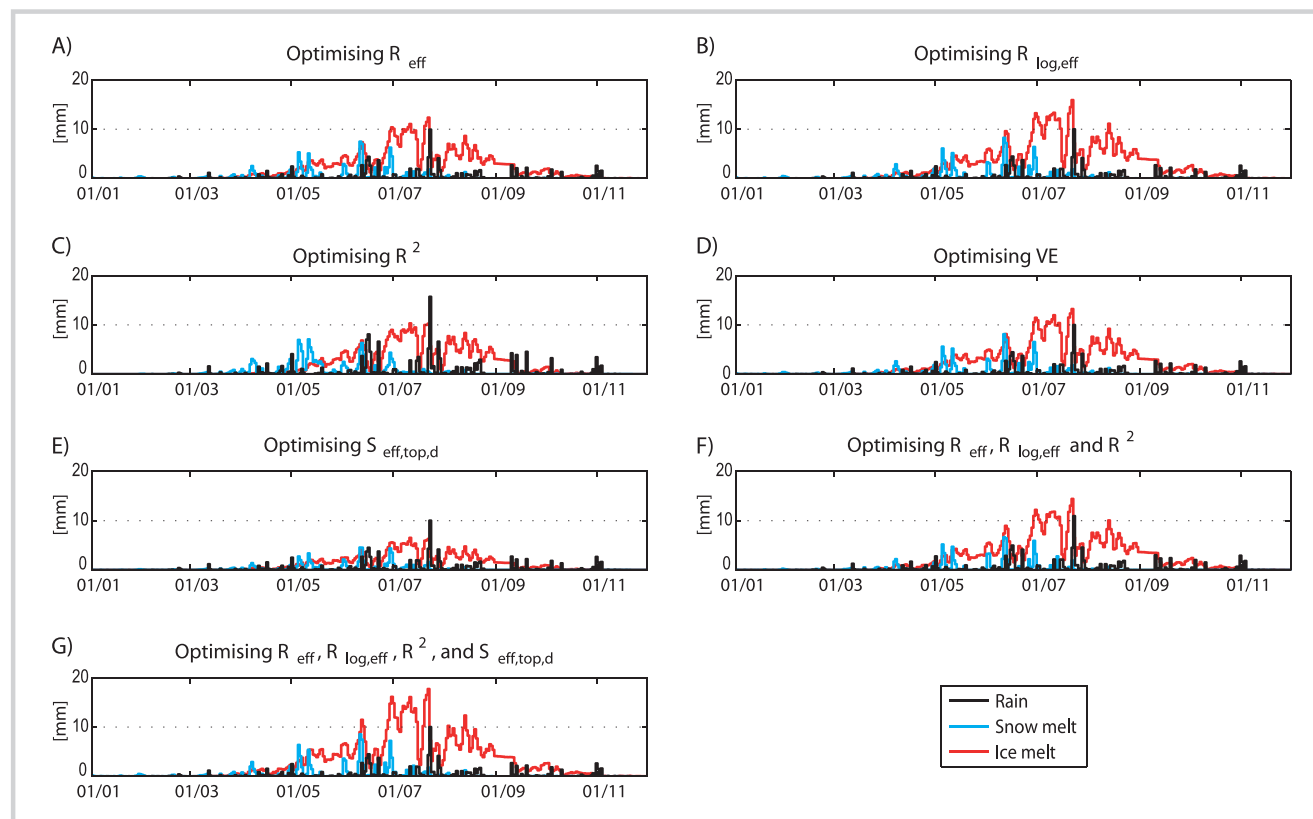 A)
Optimising R eff
20
10
0
[mm]
01/01 01/03 01/05 01/07 01/09 01/11
B)
Optimising R log,eff
20
10
0
[mm]
01/01 01/03 01/05 01/07 01/09 01/11
C)
Optimising R 2
20
10
0
[mm]
01/01 01/03 01/05 01/07 01/09 01/11
D)
Optimising VE
20
10
0
[mm]
01/01 01/03 01/05 01/07 01/09 01/11
E)
Optimising S eff,top,d
20
10
0
[mm]
01/01 01/03 01/05 01/07 01/09 01/11
F)
Optimising R eff, R log,eff and R 2
20
10
0
[mm]
01/01 01/03 01/05 01/07 01/09 01/11
G)
Optimising R eff, R log,eff, R 2, and S eff,top,d
20
10
0
[mm]
01/01 01/03 01/05 01/07 01/09 01/11
Rain
Snow melt
Ice melt